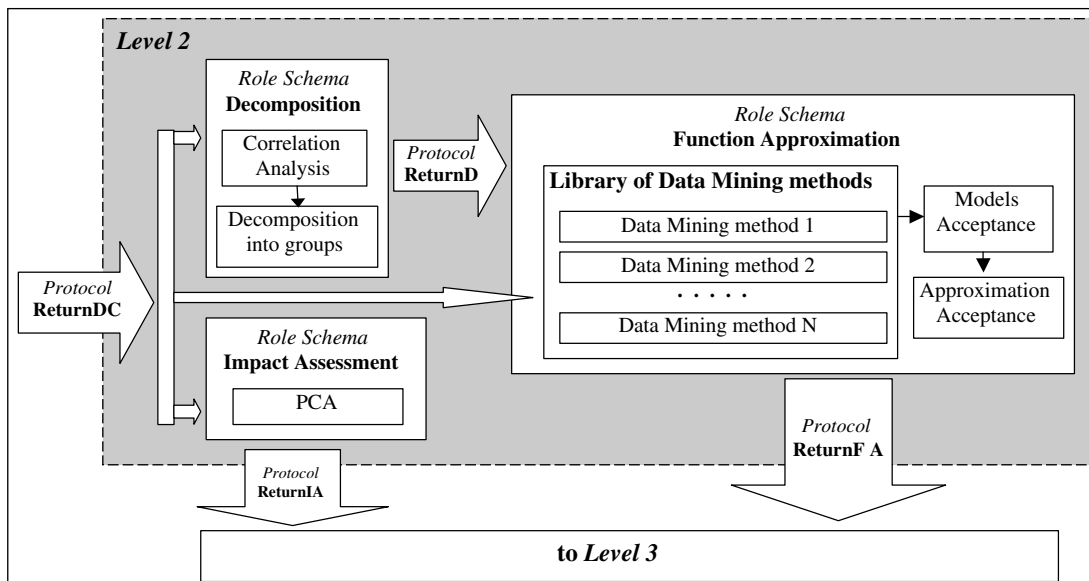 Level 2
Role Schema
Decomposition
Correlation
Analysis
Decomposition
into groups
Protocol
ReturnD
Role Schema
Function Approximation
Library of Data Mining methods
Data Mining method 1
Data Mining method 2
. . . . .
Data Mining method N
Models
Acceptance
Approximation
Acceptance
Protocol
ReturnDC
Role Schema
Impact Assessment
PCA
Protocol
ReturnIA
Protocol
ReturnF A
to Level 3